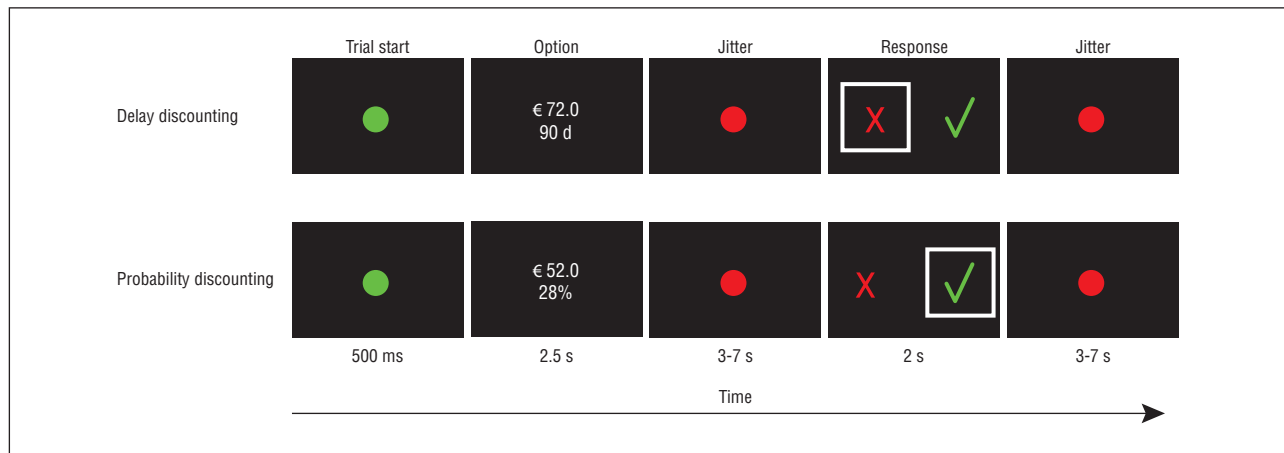 Trial start Option Jitter Response Jitter
Delay discounting
€ 72.0
90 d
X ✓
Probability discounting
€ 52.0
28%
X ✓
500 ms 2.5 s 3-7 s 2 s 3-7 s
Time